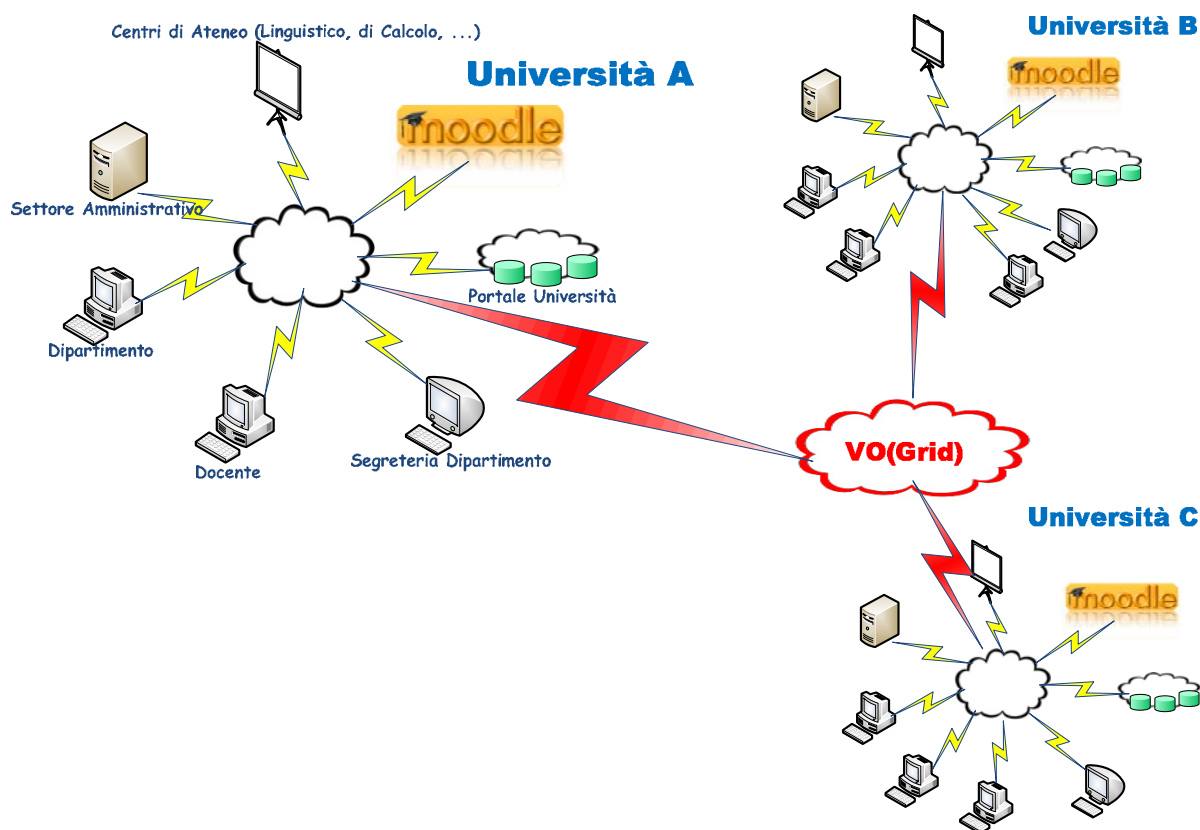 Centri di Ateneo (Linguistico, di Calcolo, ...)
Università A
moodle
Settore Amministrativo
Portale Università
Dipartimento
Docente
Segreteria Dipartimento
Università B
moodle
VO(Grid)
Università C
moodle